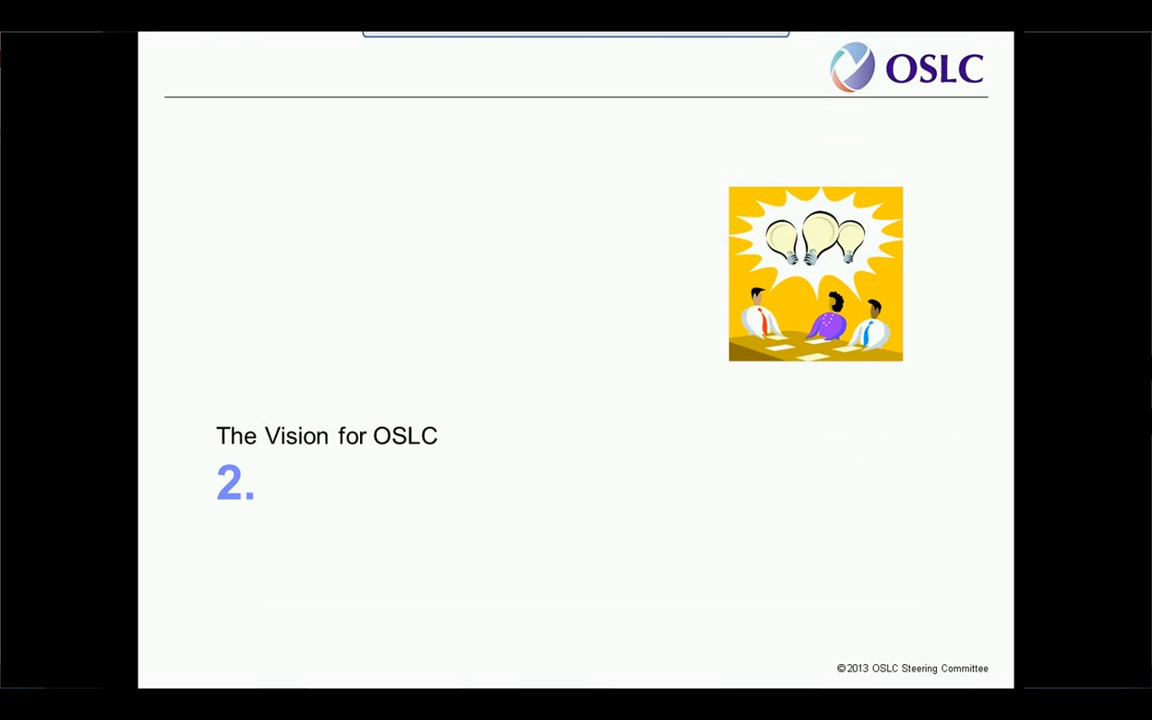 OSLC
The Vision for OSLC
2.
©2013 OSLC Steering Committee